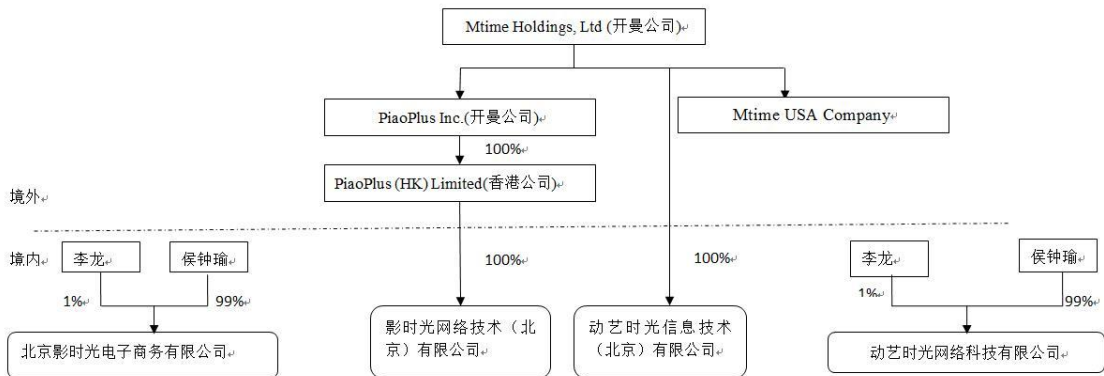 Mtime Holdings, Ltd (开曼公司)
PiaoPlus Inc.(开曼公司)
Mtime USA Company
100%
PiaoPlus (HK) Limited(香港公司)
境外
境内
李龙
侯钟瑜
100%
100%
李龙
侯钟瑜
1%
99%
1%
99%
北京影时光电子商务有限公司
影时光网络技术（北
京）有限公司
动艺时光信息技术
（北京）有限公司
动艺时光网络科技有限公司